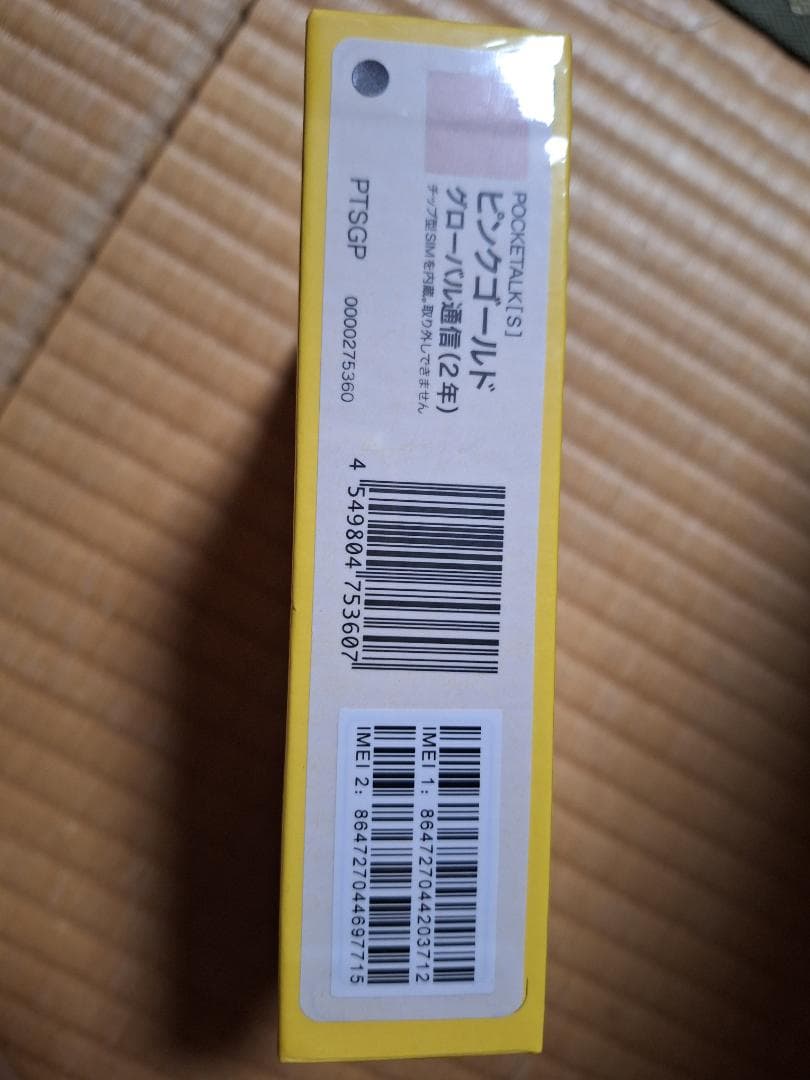 POCKETALK[S]
ピンクゴールド
グローバル通信(2年)
チップ型SIMを内蔵。取り外しできません
PTSGP 0000275360
4 549804 753607
IMEI 1: 864727044203712
IMEI 2: 864727044697715